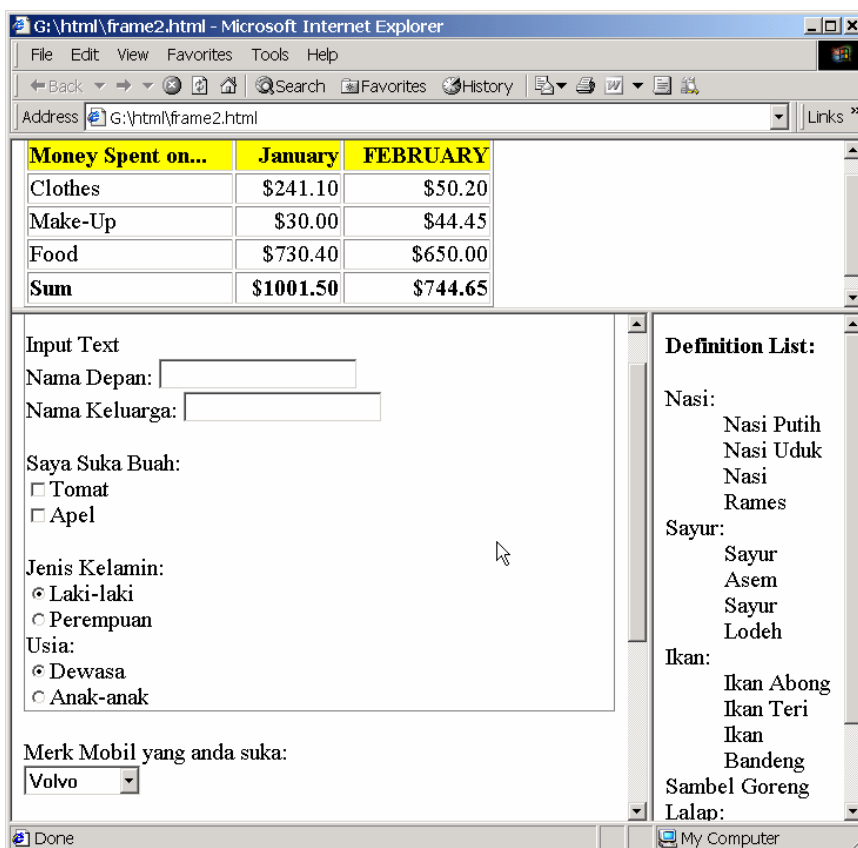 G:\html\frame2.html - Microsoft Internet Explorer
File Edit View Favorites Tools Help
Back Search Favorites History
Address G:\html\frame2.html Links »
Money Spent on... January FEBRUARY
Clothes $241.10 $50.20
Make-Up $30.00 $44.45
Food $730.40 $650.00
Sum $1001.50 $744.65
Input Text
Nama Depan:
Nama Keluarga:
Saya Suka Buah:
Tomat
Apel
Jenis Kelamin:
Laki-laki
Perempuan
Usia:
Dewasa
Anak-anak
Merk Mobil yang anda suka:
Volvo
Definition List:
Nasi:
Nasi Putih
Nasi Uduk
Nasi
Rames
Sayur:
Sayur
Asem
Sayur
Lodeh
Ikan:
Ikan Abong
Ikan Teri
Ikan
Bandeng
Sambel Goreng
Lalap:
Done My Computer